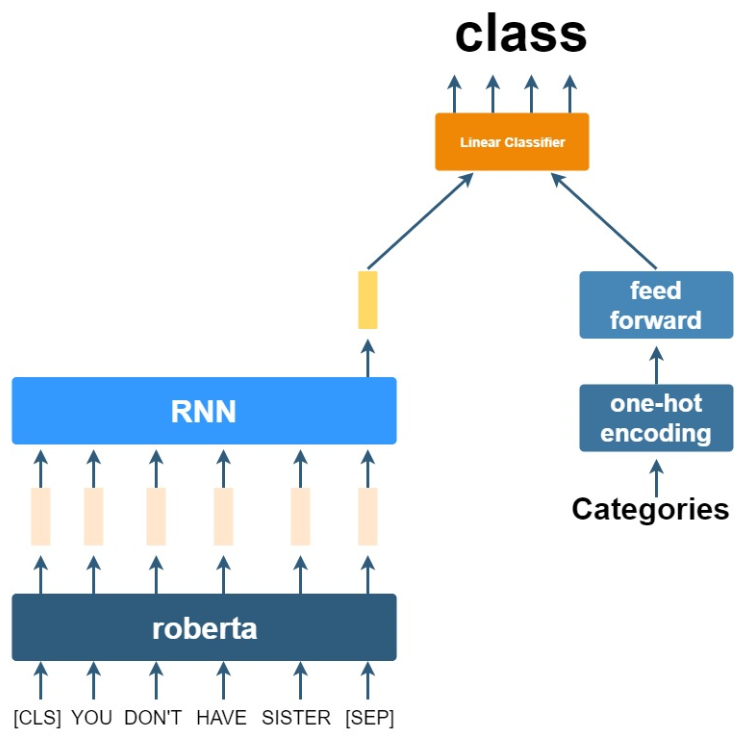 class
Linear Classifier
feed
forward
RNN
one-hot
encoding
Categories
roberta
[CLS] YOU DON'T HAVE SISTER [SEP]